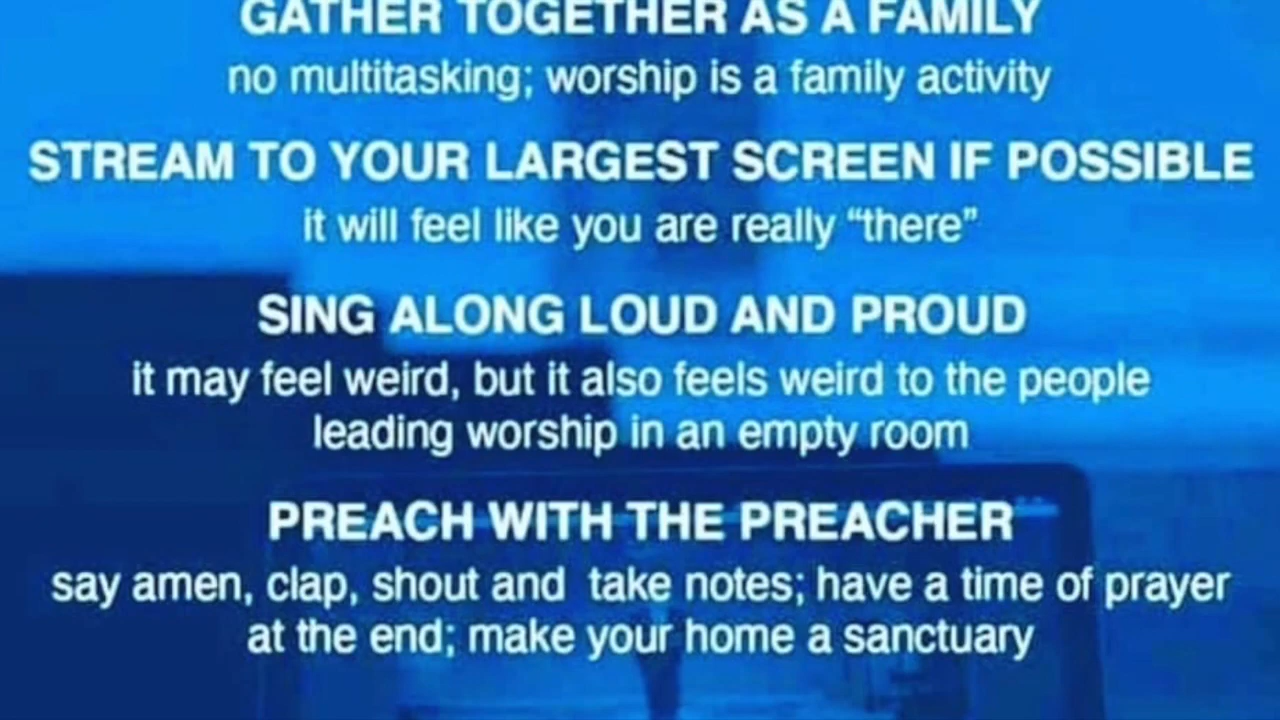 GATHER TOGETHER AS A FAMILY
no multitasking; worship is a family activity
STREAM TO YOUR LARGEST SCREEN IF POSSIBLE
it will feel like you are really “there”
SING ALONG LOUD AND PROUD
it may feel weird, but it also feels weird to the people
leading worship in an empty room
PREACH WITH THE PREACHER
say amen, clap, shout and  take notes; have a time of prayer
at the end; make your home a sanctuary